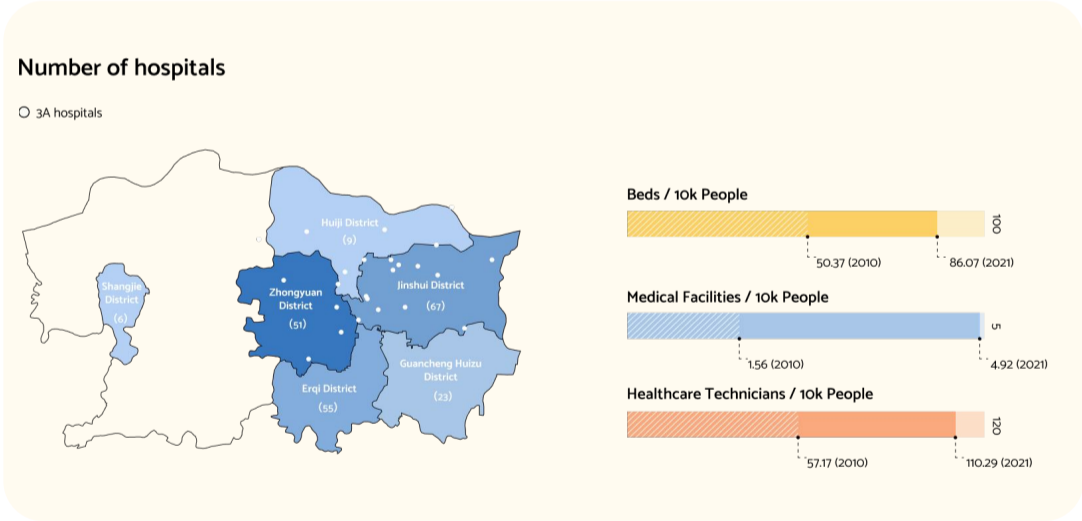 Number of hospitals
3A hospitals
Huiji District
(9)
Shangjie
District
(6)
Zhongyuan
District
(51)
Jinshui District
(67)
Erqi District
(55)
Guancheng Huizu
District
(23)
Beds / 10k People
100
50.37 (2010)
86.07 (2021)
Medical Facilities / 10k People
5
1.56 (2010)
4.92 (2021)
Healthcare Technicians / 10k People
120
57.17 (2010)
110.29 (2021)